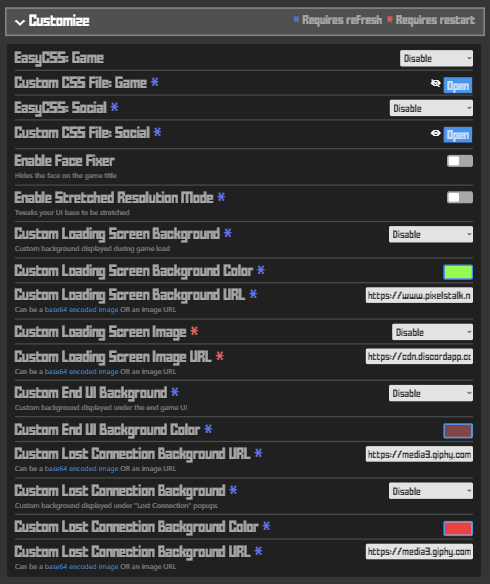 Customize
* Requires refresh * Requires restart
EasyCSS: Game
Disable
Custom CSS File: Game *
Open
EasyCSS: Social *
Disable
Custom CSS File: Social *
Open
Enable Face Fixer
Hides the face on the game title
Enable Stretched Resolution Mode *
Tweaks your UI base to be stretched
Custom Loading Screen Background *
Disable
Custom background displayed during game load
Custom Loading Screen Background Color *
Custom Loading Screen Background URL *
https://www.pixelstalk.n
Can be a base64 encoded image OR an image URL
Custom Loading Screen Image *
Disable
Custom Loading Screen Image URL *
https://cdn.discordapp.cc
Can be a base64 encoded image OR an image URL
Custom End UI Background *
Disable
Custom background displayed under the end game UI
Custom End UI Background Color *
Custom Lost Connection Background URL *
https://media3.giphy.com
Can be a base64 encoded image OR an image URL
Custom Lost Connection Background *
Disable
Custom background displayed under "Lost Connection" popups
Custom Lost Connection Background Color *
Custom Lost Connection Background URL *
https://media3.giphy.com
Can be a base64 encoded image OR an image URL